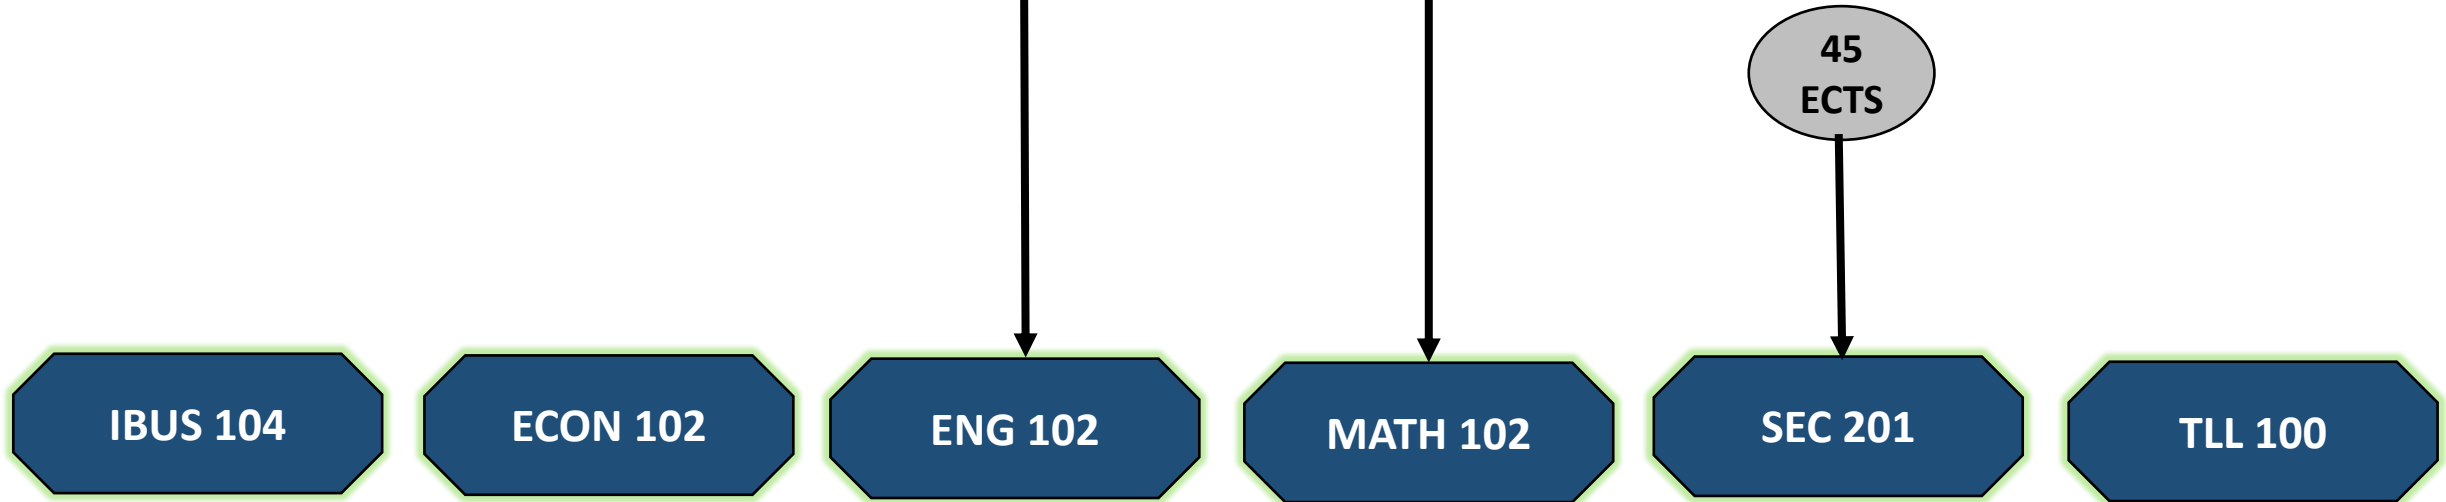 45
ECTS
IBUS 104
ECON 102
ENG 102
MATH 102
SEC 201
TLL 100